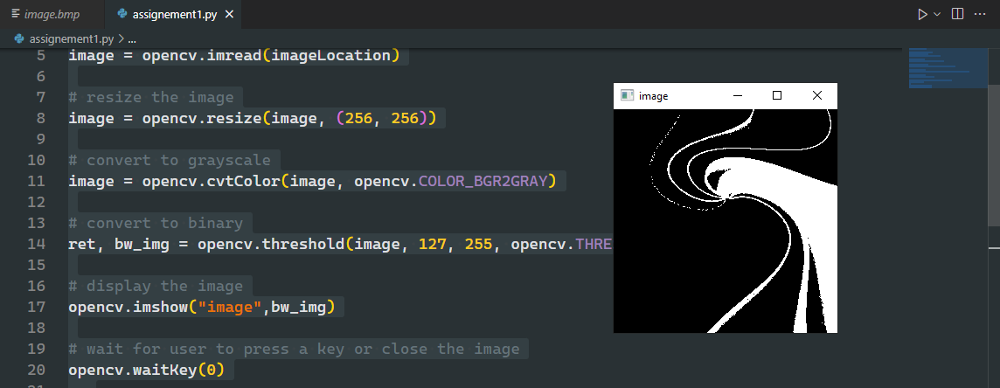 image.bmp
assignement1.py
assignement1.py > ...
5 image = opencv.imread(imageLocation)
6
7 # resize the image
8 image = opencv.resize(image, (256, 256))
9
10 # convert to grayscale
11 image = opencv.cvtColor(image, opencv.COLOR_BGR2GRAY)
12
13 # convert to binary
14 ret, bw_img = opencv.threshold(image, 127, 255, opencv.THRE
15
16 # display the image
17 opencv.imshow("image",bw_img)
18
19 # wait for user to press a key or close the image
20 opencv.waitKey(0)
image